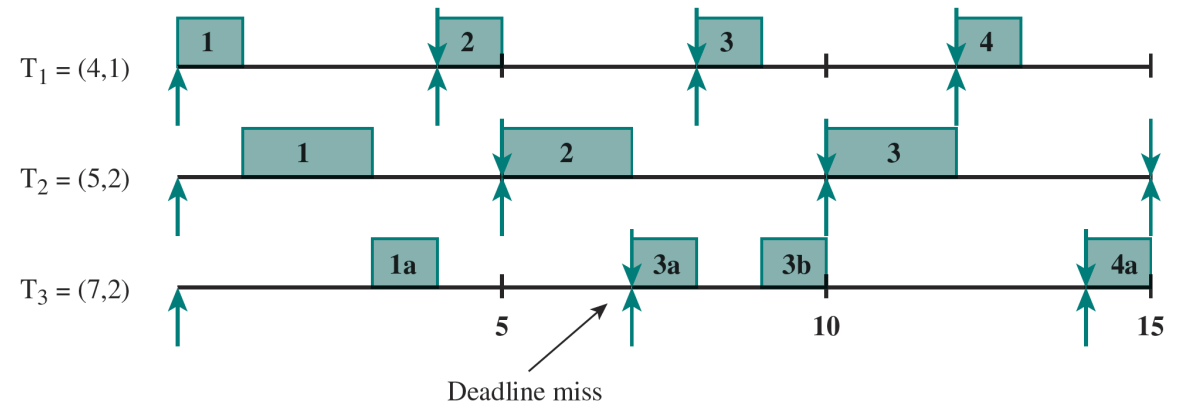 1 2 3 4
T1 = (4,1)
1 2 3
T2 = (5,2)
1a 3a 3b 4a
T3 = (7,2)
5 10 15
Deadline miss